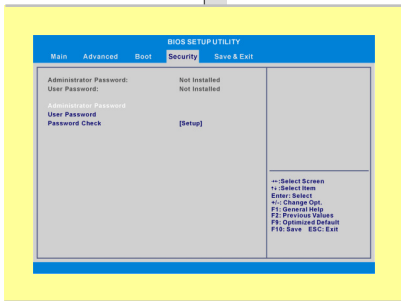 BIOS SETUP UTILITY
Main Advanced Boot Security Save & Exit
Administrator Password: Not Installed
User Password: Not Installed
Administrator Password
User Password
Password Check [Setup]
→←:Select Screen
↑↓:Select Item
Enter: Select
+/-: Change Opt.
F1: General Help
F2: Previous Values
F9: Optimized Default
F10: Save ESC: Exit